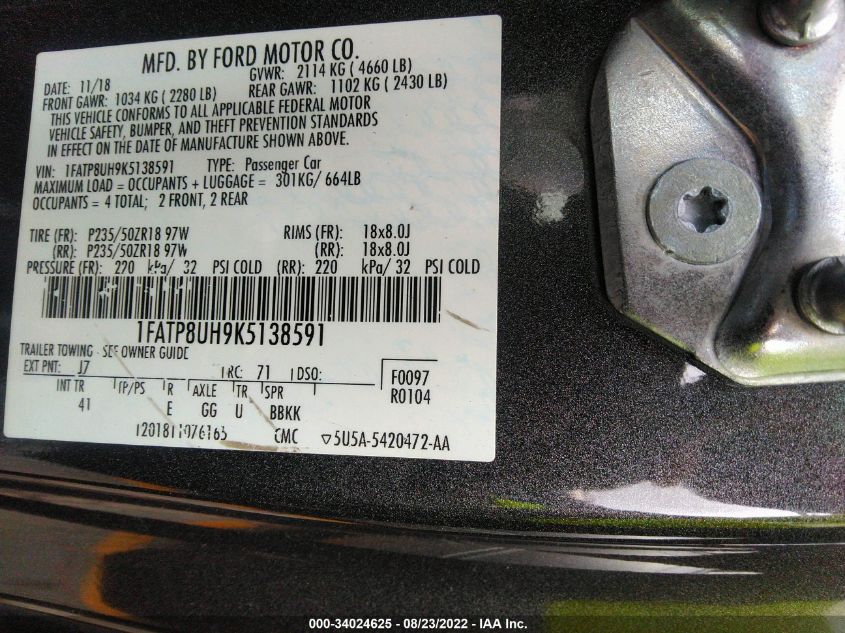 MFD. BY FORD MOTOR CO.
DATE: 11/18 GVWR: 2114 KG ( 4660 LB)
FRONT GAWR: 1034 KG ( 2280 LB) REAR GAWR: 1102 KG ( 2430 LB)
THIS VEHICLE CONFORMS TO ALL APPLICABLE FEDERAL MOTOR
VEHICLE SAFETY, BUMPER, AND THEFT PREVENTION STANDARDS
IN EFFECT ON THE DATE OF MANUFACTURE SHOWN ABOVE.
VIN: 1FATP8UH9K5138591 TYPE: Passenger Car
MAXIMUM LOAD = OCCUPANTS + LUGGAGE = 301KG/ 664LB
OCCUPANTS = 4 TOTAL; 2 FRONT, 2 REAR
TIRE (FR): P235/50ZR18 97W RIMS (FR): 18x8.0J
(RR): P235/50ZR18 97W (RR): 18x8.0J
PRESSURE (FR): 220 kPa/ 32 PSI COLD (RR): 220 kPa/ 32 PSI COLD
1FATP8UH9K5138591
TRAILER TOWING - SEE OWNER GUIDE
EXT PNT: J7 RC: 71 DSO: F0097
INT TR TP/PS R AXLE TR SPR R0104
41 E GG U BBKK
CMC 5U5A-5420472-AA
000-34024625 - 08/23/2022 - IAA Inc.